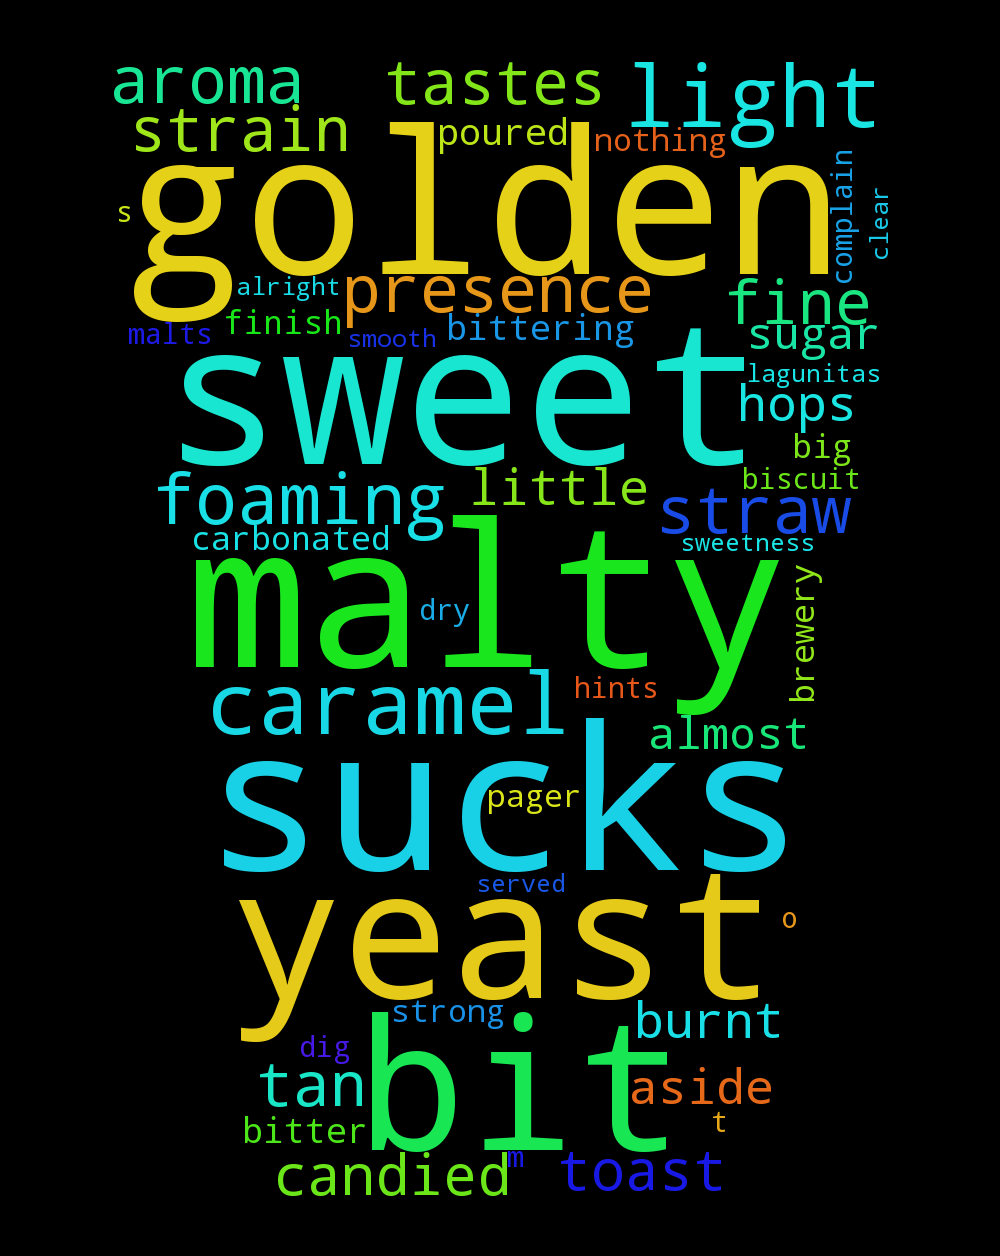 aroma tastes light
strain poured nothing
golden complain clear
s
alright presence fine
malts finish smooth bittering sugar
sweet lagunitas
hops
big
foaming little biscuit
straw
carbonated sweetness
malty dry brewery
caramel hints
almost
sucks pager
served
yeast o
strong burnt
dig bit
tan aside
bitter t
candied m toast